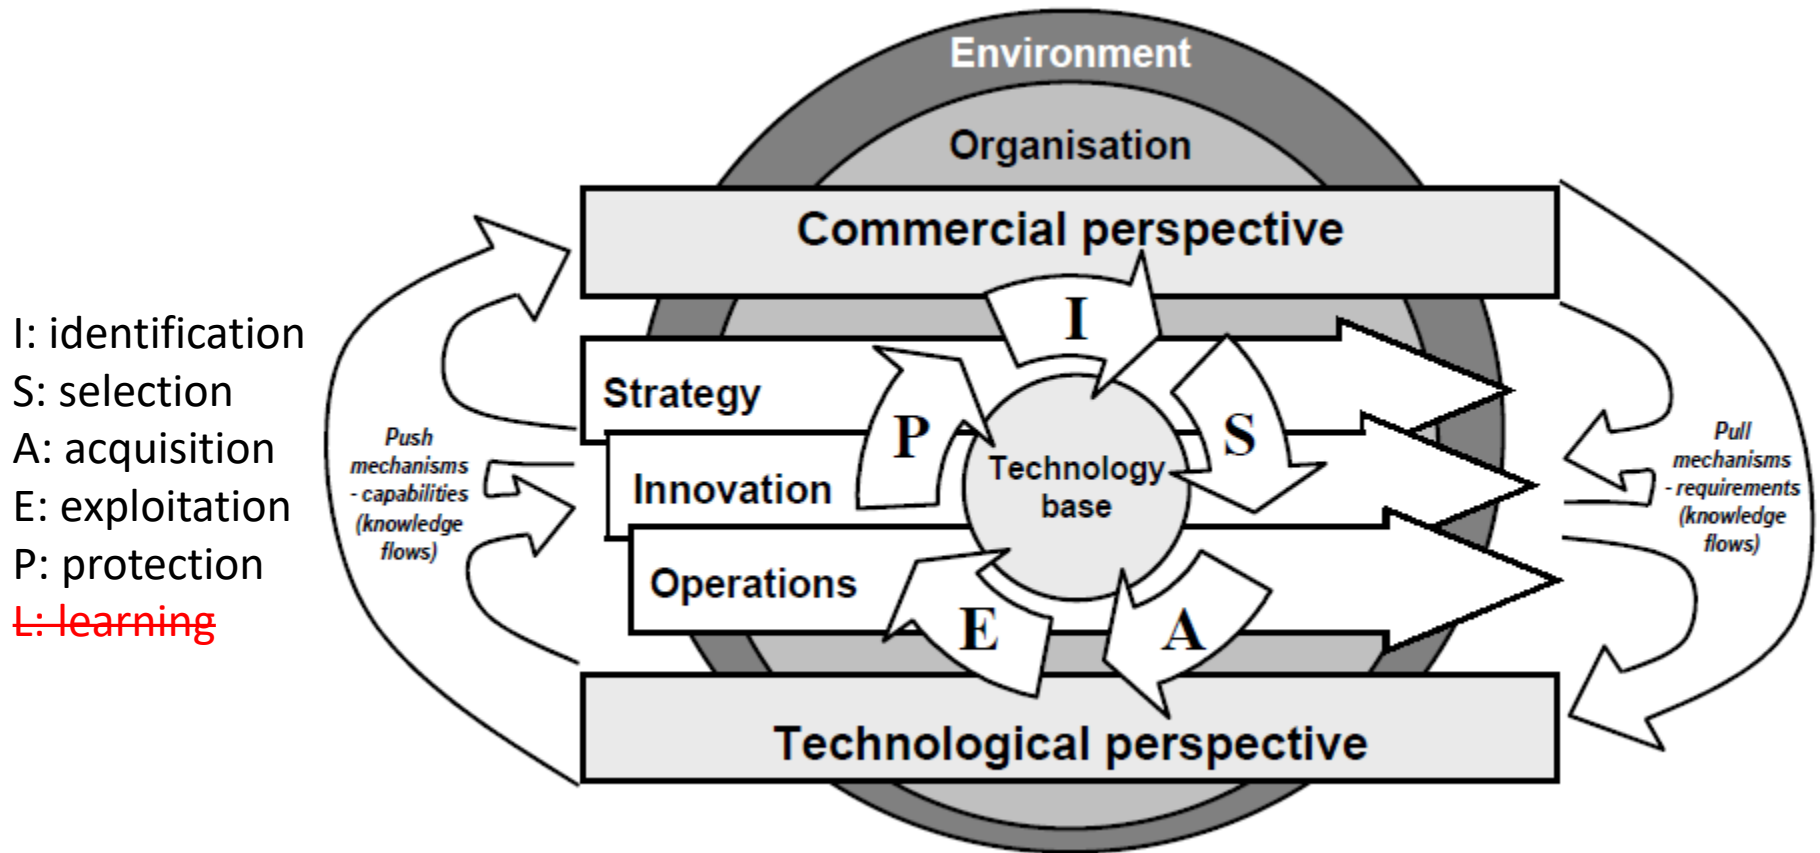 Environment
Organisation
Commercial perspective
I: identification
S: selection
A: acquisition
E: exploitation
P: protection
L: learning
Push
mechanisms
- capabilities
(knowledge
flows)
Strategy
Innovation
Operations
I
S
A
E
P
Technology
base
Pull
mechanisms
- requirements
(knowledge
flows)
Technological perspective